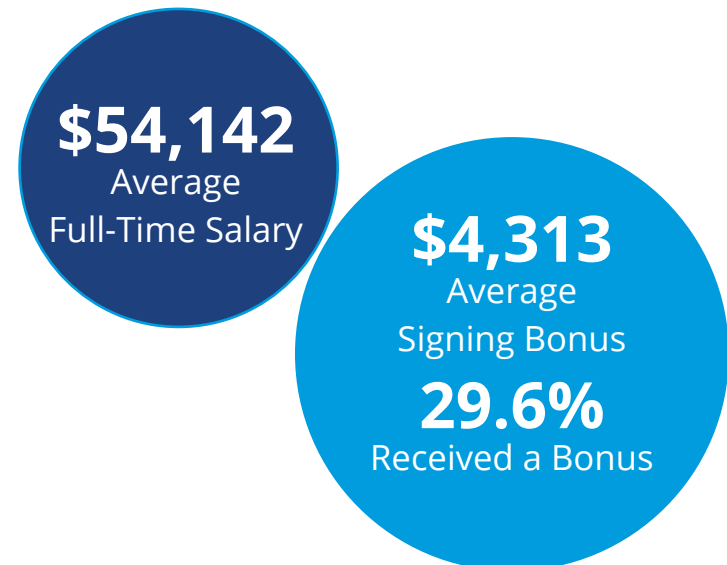 $54,142
Average
Full-Time Salary
$4,313
Average
Signing Bonus
29.6%
Received a Bonus